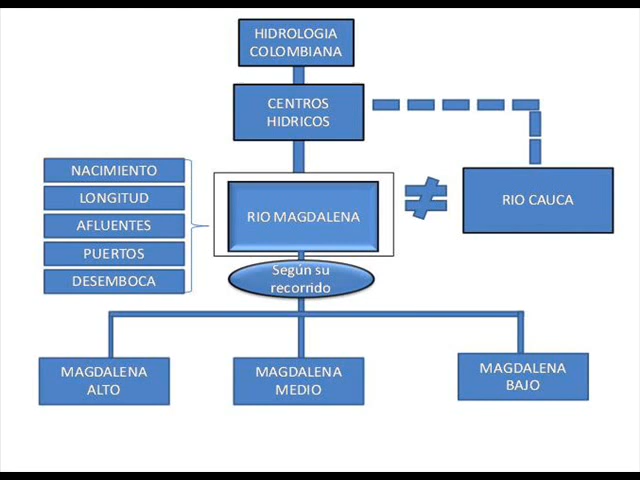 HIDROLOGIA
COLOMBIANA
CENTROS
HIDRICOS
NACIMIENTO
LONGITUD
AFLUENTES
PUERTOS
DESEMBOCA
RIO MAGDALENA
≠
RIO CAUCA
Según su
recorrido
MAGDALENA
ALTO
MAGDALENA
MEDIO
MAGDALENA
BAJO